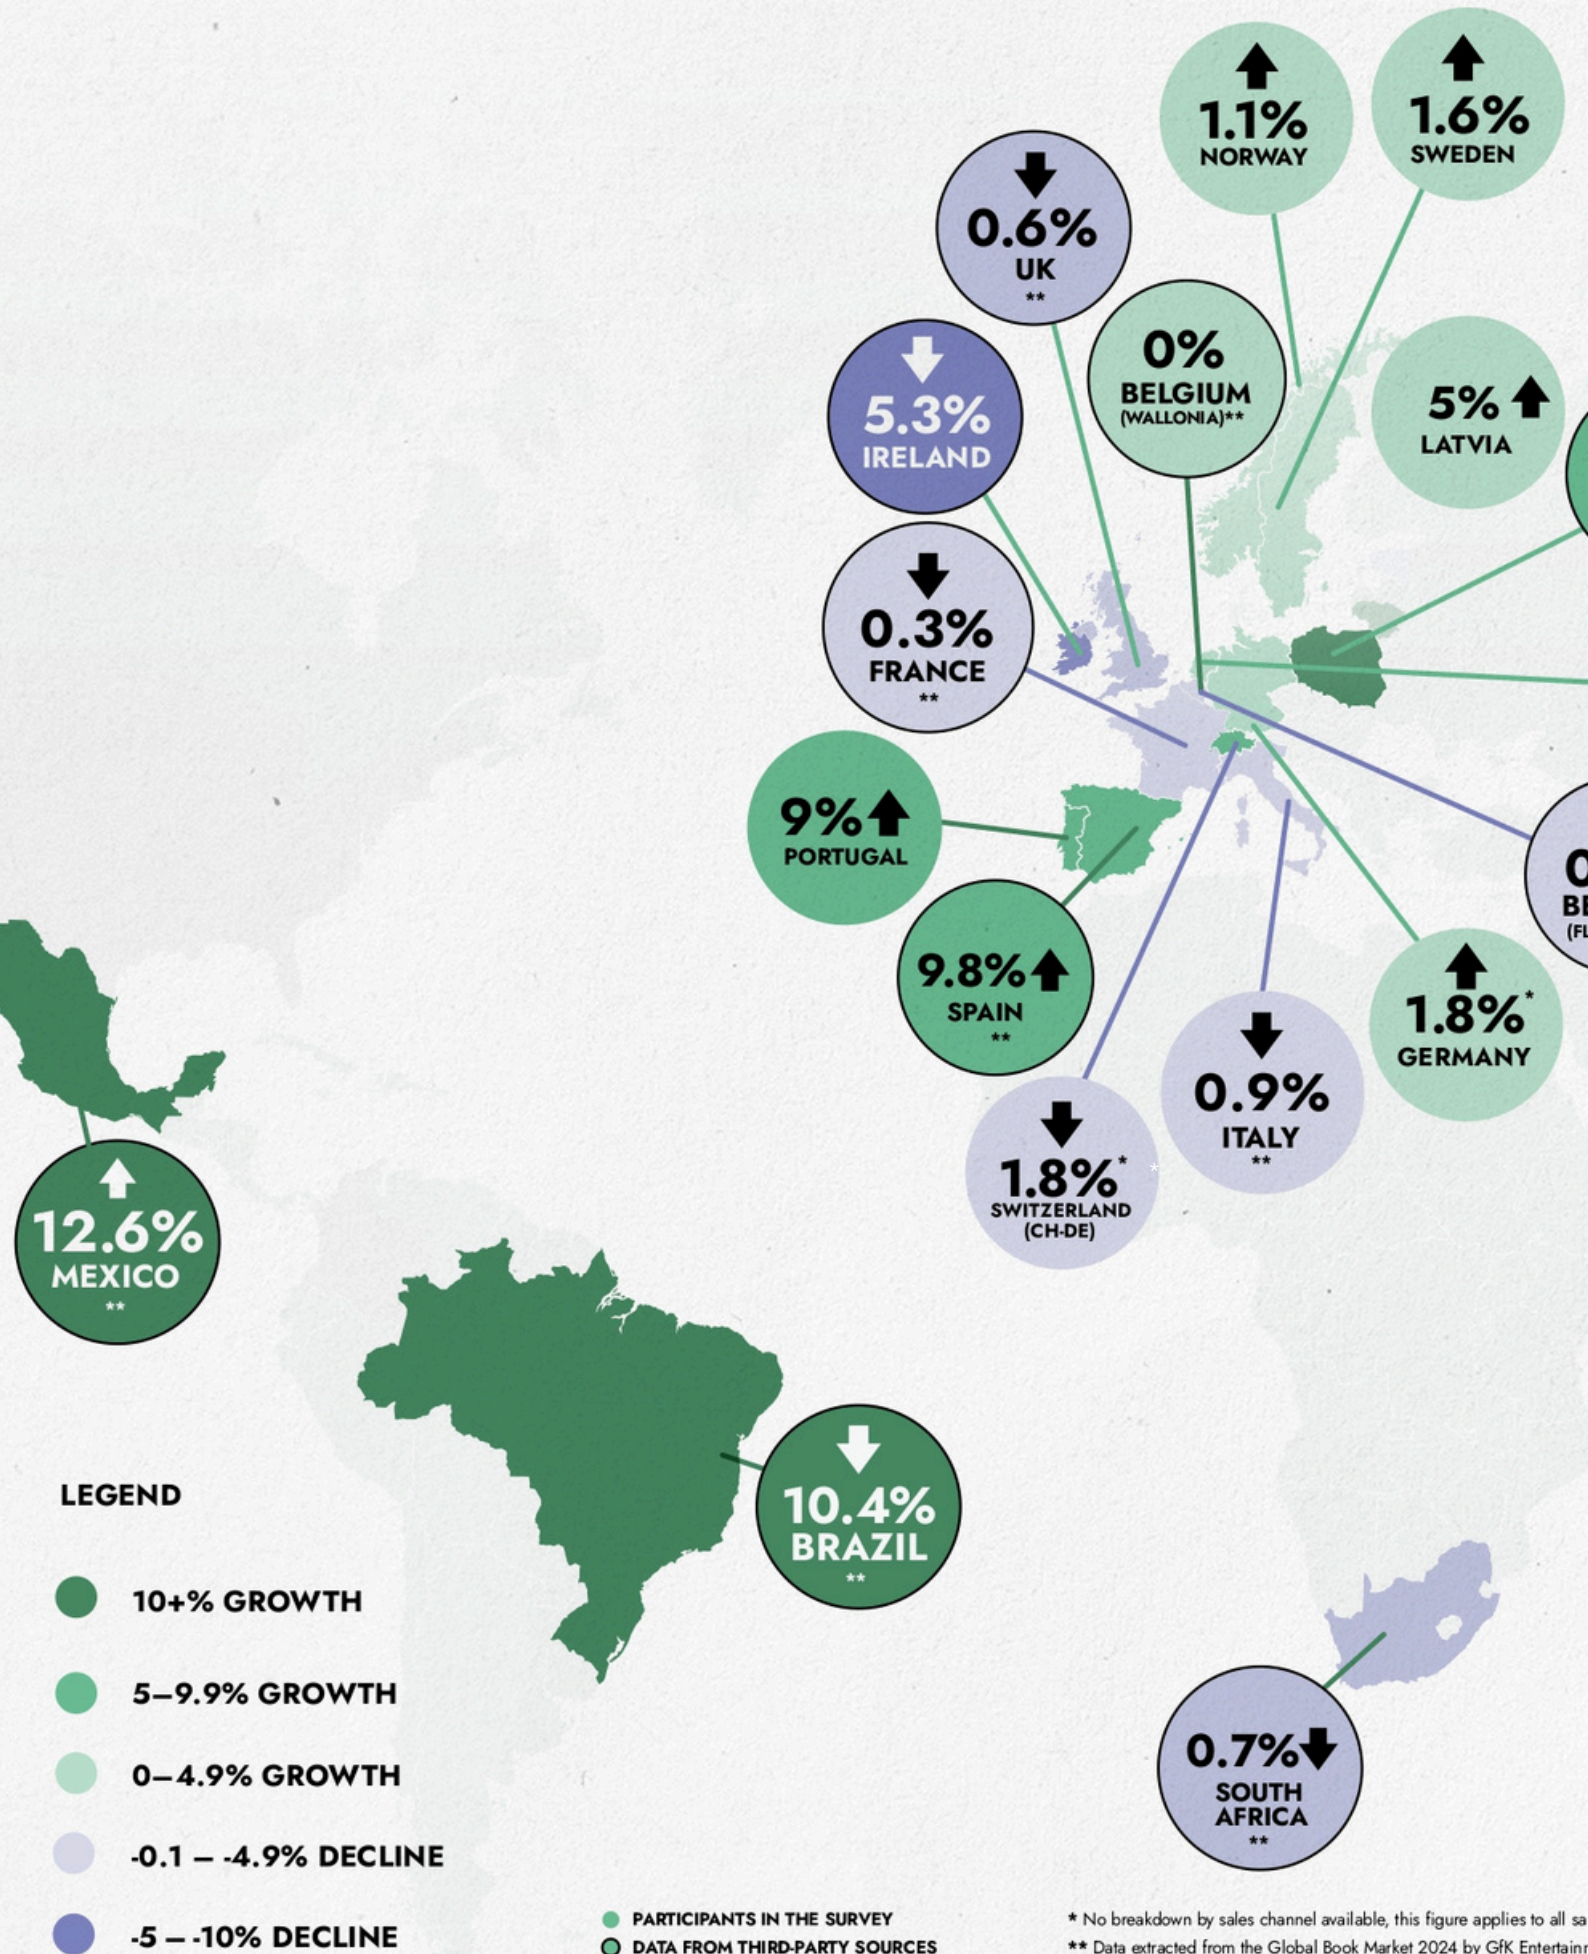 1.1%
NORWAY
1.6%
SWEDEN
0.6%
UK
**
0%
BELGIUM
(WALLONIA)**
5.3%
IRELAND
5%
LATVIA
0.3%
FRANCE
**
9%
PORTUGAL
9.8%
SPAIN
**
0
BE
(FL
1.8%*
GERMANY
0.9%
ITALY
**
1.8%*
*
SWITZERLAND
(CH-DE)
12.6%
MEXICO
**
10.4%
BRAZIL
**
0.7%
SOUTH
AFRICA
**
LEGEND
10+% GROWTH
5–9.9% GROWTH
0–4.9% GROWTH
-0.1 – -4.9% DECLINE
-5 – -10% DECLINE
PARTICIPANTS IN THE SURVEY
DATA FROM THIRD-PARTY SOURCES
* No breakdown by sales channel available, this figure applies to all sa
** Data extracted from the Global Book Market 2024 by GfK Entertainm